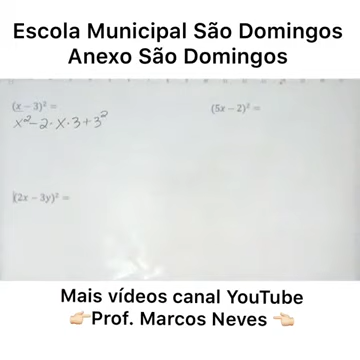 Escola Municipal São Domingos
Anexo São Domingos
(x − 3)² =
x² − 2 · x · 3 + 3²
(5x − 2)² =
(2x − 3y)² =
Mais vídeos canal YouTube
👉🏻Prof. Marcos Neves 👈🏻